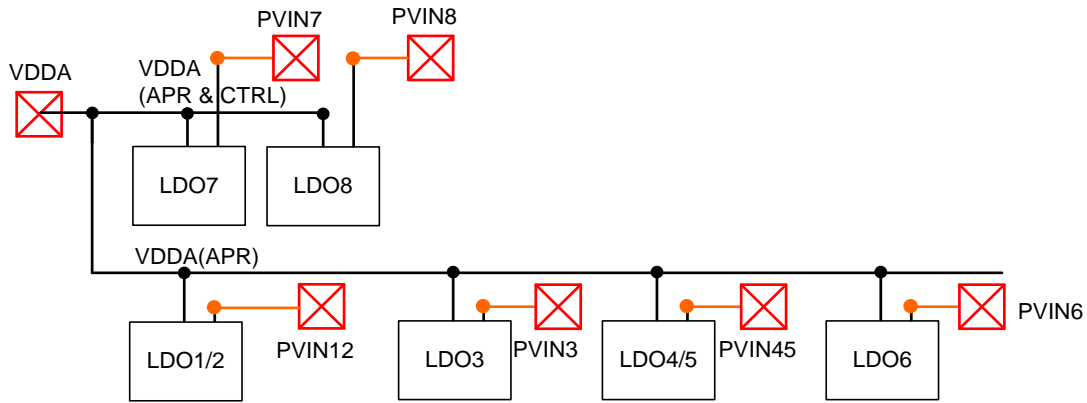 PVIN7
PVIN8
VDDA
VDDA
(APR & CTRL)
LDO7
LDO8
VDDA(APR)
PVIN6
LDO1/2
PVIN12
LDO3
PVIN3
LDO4/5
PVIN45
LDO6